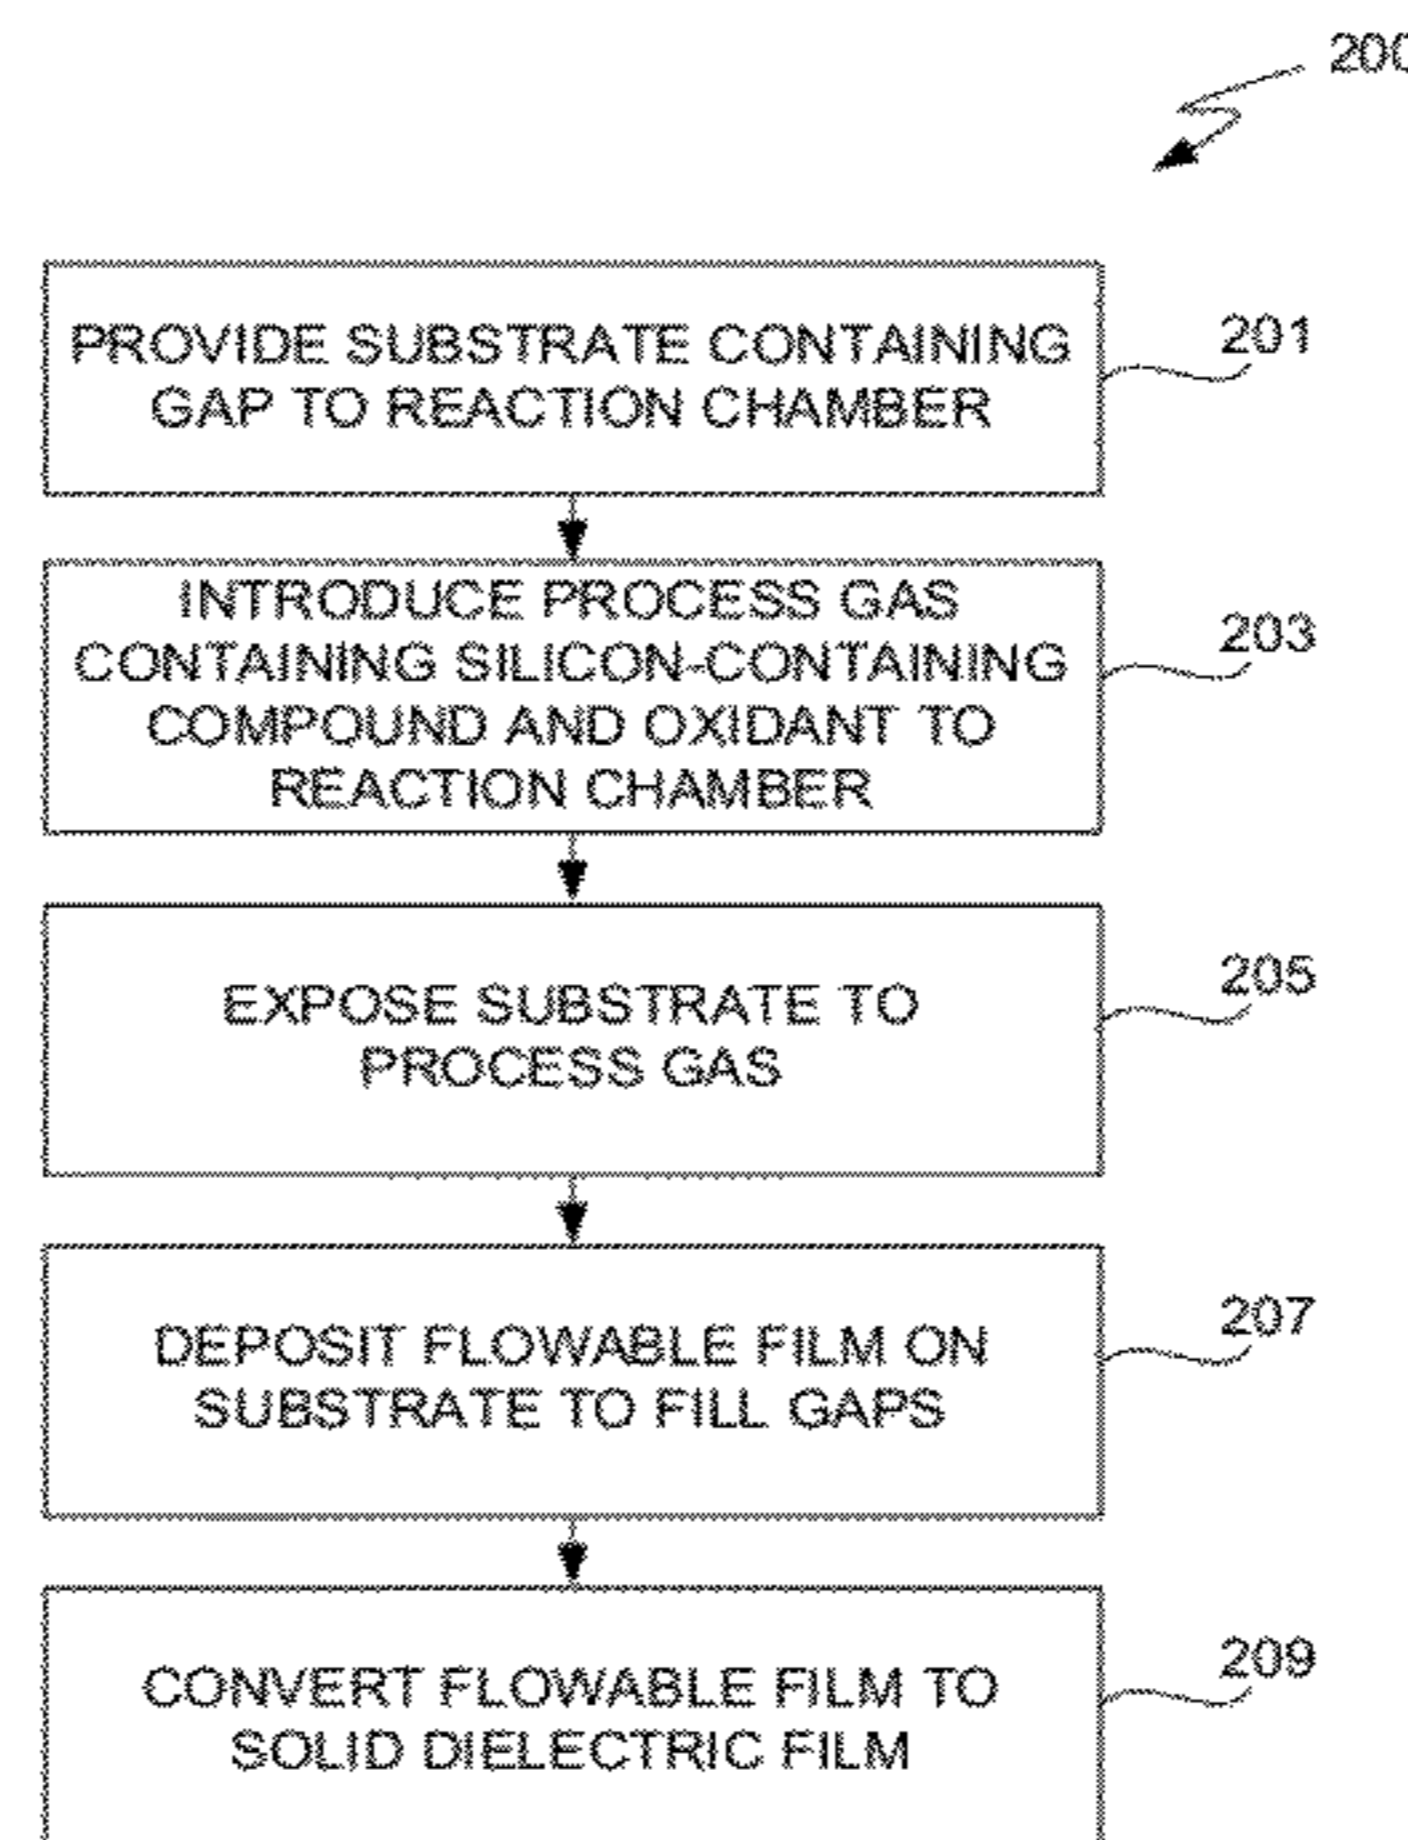 200
PROVIDE SUBSTRATE CONTAINING
GAP TO REACTION CHAMBER
201
INTRODUCE PROCESS GAS
CONTAINING SILICON-CONTAINING
COMPOUND AND OXIDANT TO
REACTION CHAMBER
203
EXPOSE SUBSTRATE TO
PROCESS GAS
205
DEPOSIT FLOWABLE FILM ON
SUBSTRATE TO FILL GAPS
207
CONVERT FLOWABLE FILM TO
SOLID DIELECTRIC FILM
209